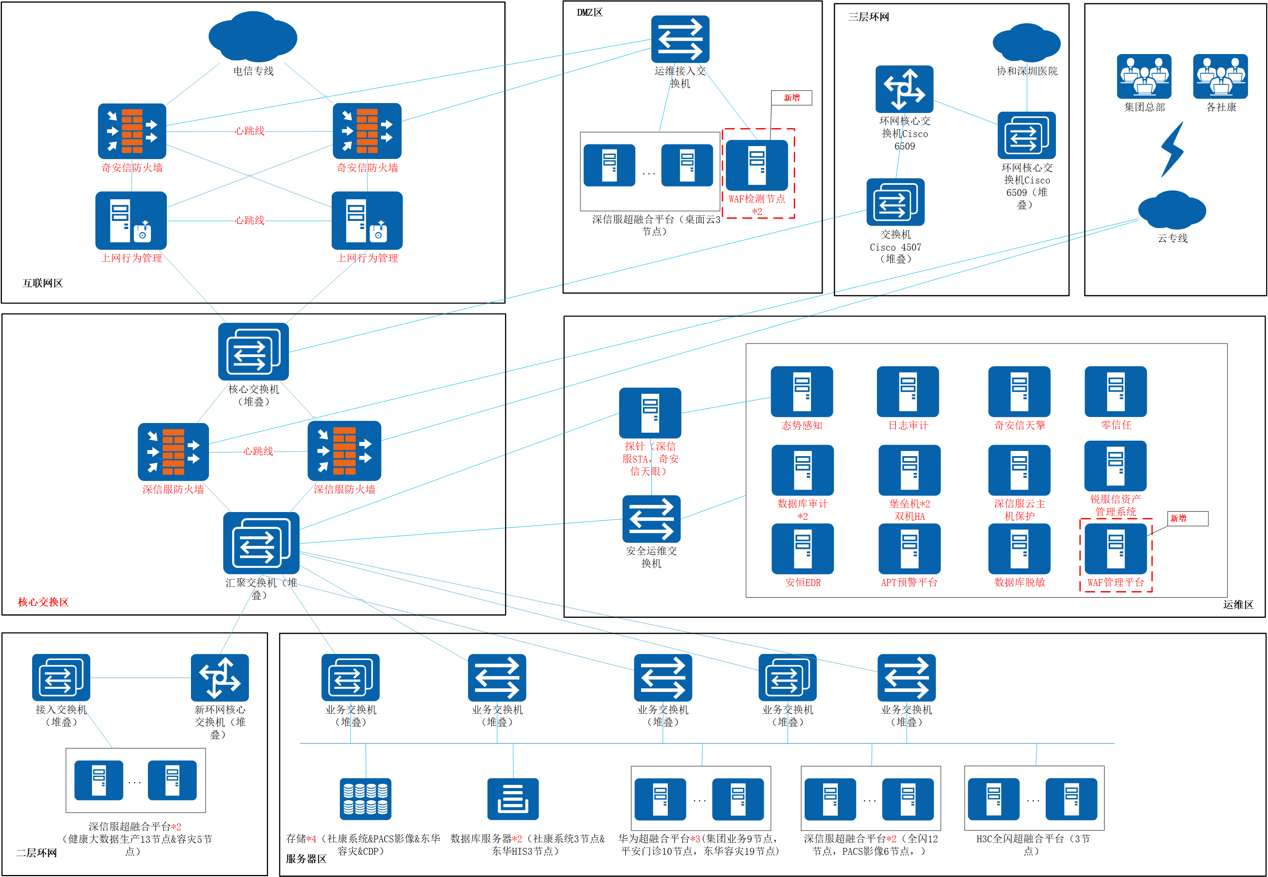 电信专线
奇安信防火墙
心跳线
奇安信防火墙
上网行为管理
心跳线
上网行为管理
互联网区
DMZ区
运维接入交
换机
新增
...
WAF检测节点
*2
深信服超融合平台（桌面云3
节点）
三层环网
协和深圳医院
环网核心交
换机Cisco
6509
环网核心交
换机Cisco
6509（堆
叠）
交换机
Cisco 4507
（堆叠）
集团总部
各社康
云专线
核心交换机
（堆叠）
深信服防火墙
心跳线
深信服防火墙
汇聚交换机（堆
叠）
核心交换区
探针（深信
服STA，奇安
信天眼）
安全运维交
换机
态势感知
日志审计
奇安信天擎
零信任
数据库审计
*2
堡垒机*2
双机HA
深信服云主
机保护
锐服信资产
管理系统
新增
安恒EDR
APT预警平台
数据库脱敏
WAF管理平台
运维区
接入交换机
（堆叠）
新环网核心
交换机（堆
叠）
...
深信服超融合平台*2
（健康大数据生产13节点&容灾5节
点）
二层环网
业务交换机
（堆叠）
业务交换机
（堆叠）
业务交换机
（堆叠）
业务交换机
（堆叠）
业务交换机
（堆叠）
存储*4（社康系统&PACS影像&东华
容灾&CDP）
数据库服务器*2（社康系统3节点&
东华HIS3节点）
...
华为超融合平台*3(集团业务9节点，
平安门诊10节点，东华容灾19节点)
...
深信服超融合平台*2（全闪12
节点，PACS影像6节点，）
...
H3C全闪超融合平台（3节
点）
服务器区